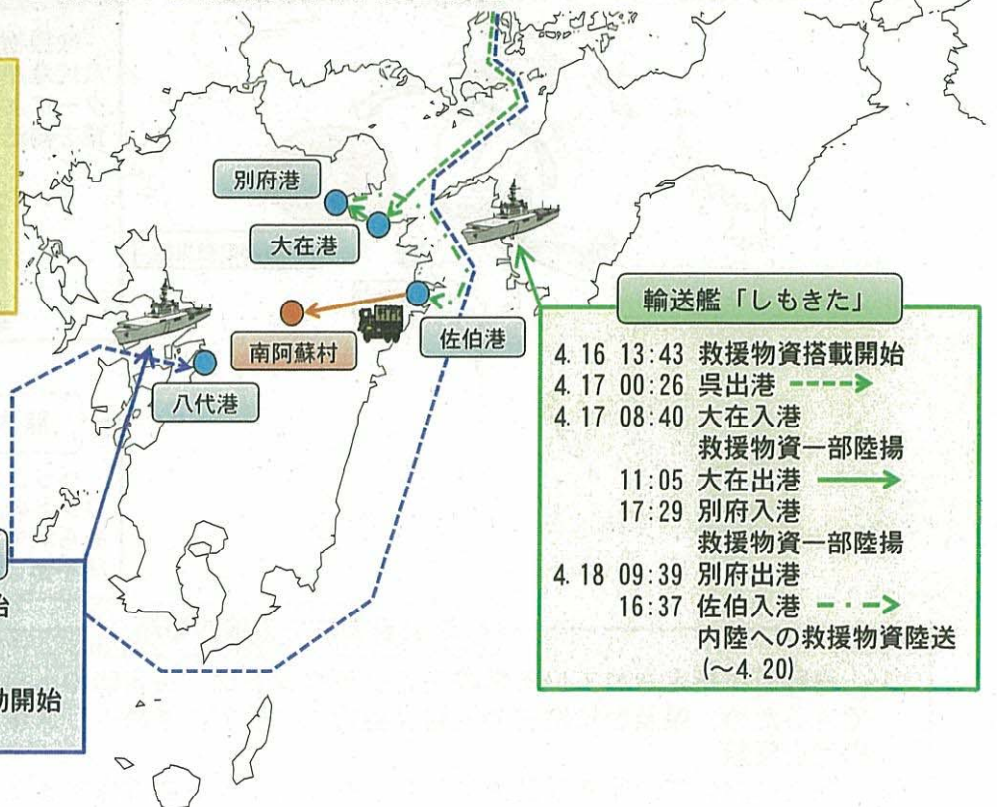 別府港
大在港
佐伯港
南阿蘇村
八代港
輸送艦「しもきた」
4.16 13:43 救援物資搭載開始
4.17 00:26 呉出港
4.17 08:40 大在入港
救援物資一部陸揚
11:05 大在出港
17:29 別府入港
救援物資一部陸揚
4.18 09:39 別府出港
16:37 佐伯入港
内陸への救援物資陸送
(～4.20)
動開始